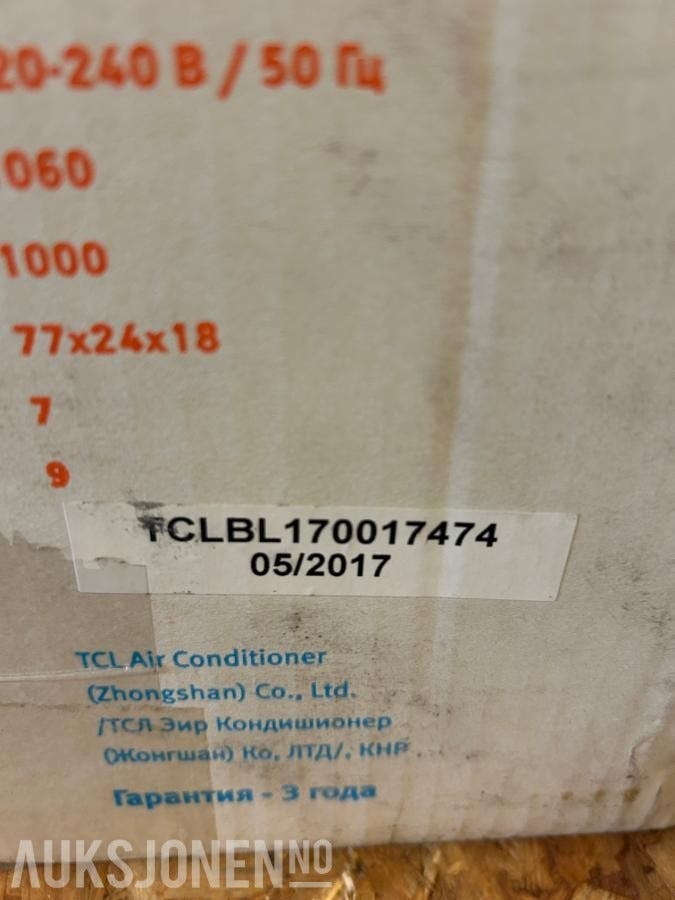 20-240 В / 50 Гц
060
1000
77x24x18
7
9
TCLBL170017474
05/2017
TCL Air Conditioner
(Zhongshan) Co., Ltd.
/ТСЛ Эир Кондишионер
(Жонгшан) Ко, ЛТД/, КНР
Гарантия - 3 года
AUKSJONEN.NO